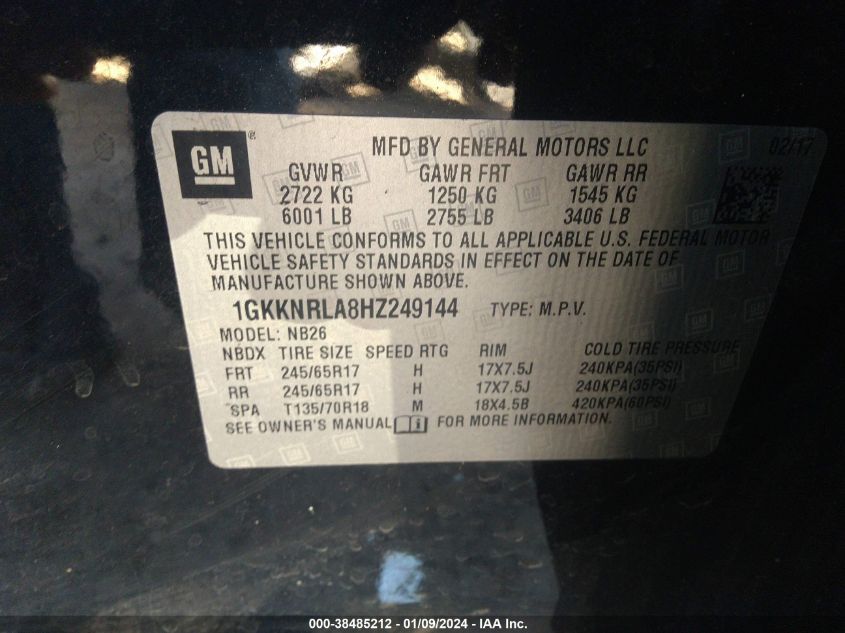 GM ® MFD BY GENERAL MOTORS LLC 02/17
GVWR GAWR FRT GAWR RR
2722 KG 1250 KG 1545 KG
6001 LB 2755 LB 3406 LB
THIS VEHICLE CONFORMS TO ALL APPLICABLE U.S. FEDERAL MOTOR
VEHICLE SAFETY STANDARDS IN EFFECT ON THE DATE OF
MANUFACTURE SHOWN ABOVE.
1GKKNRLA8HZ249144 TYPE: M.P.V.
MODEL: NB26
NBDX TIRE SIZE SPEED RTG RIM COLD TIRE PRESSURE
FRT 245/65R17 H 17X7.5J 240KPA(35PSI)
RR 245/65R17 H 17X7.5J 240KPA(35PSI)
SPA T135/70R18 M 18X4.5B 420KPA(60PSI)
SEE OWNER'S MANUAL FOR MORE INFORMATION.
000-38485212 - 01/09/2024 - IAA Inc.